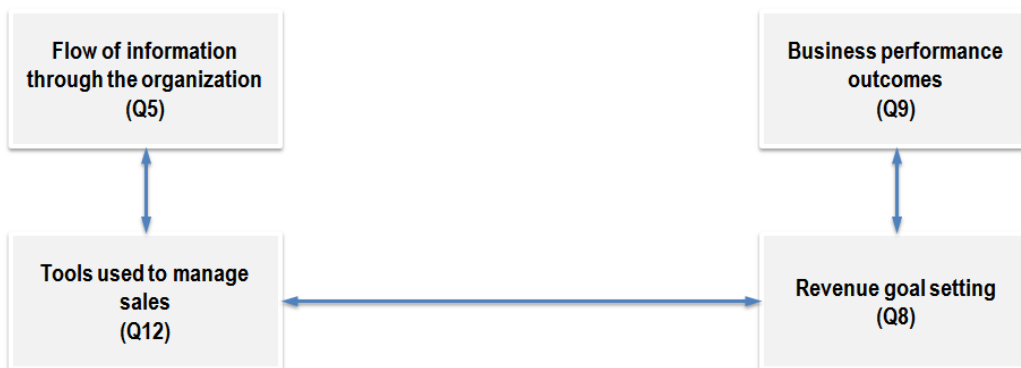 Flow of information
through the organization
(Q5)
Business performance
outcomes
(Q9)
Tools used to manage
sales
(Q12)
Revenue goal setting
(Q8)